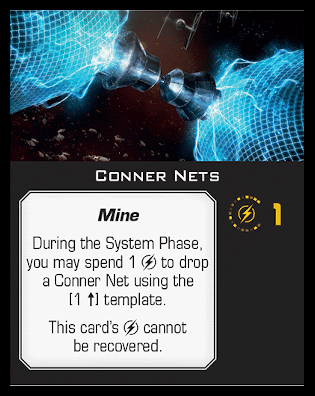 Conner Nets
1
Mine
During the System Phase,
you may spend 1 to drop
a Conner Net using the
[1 ↑] template.
This card's cannot
be recovered.